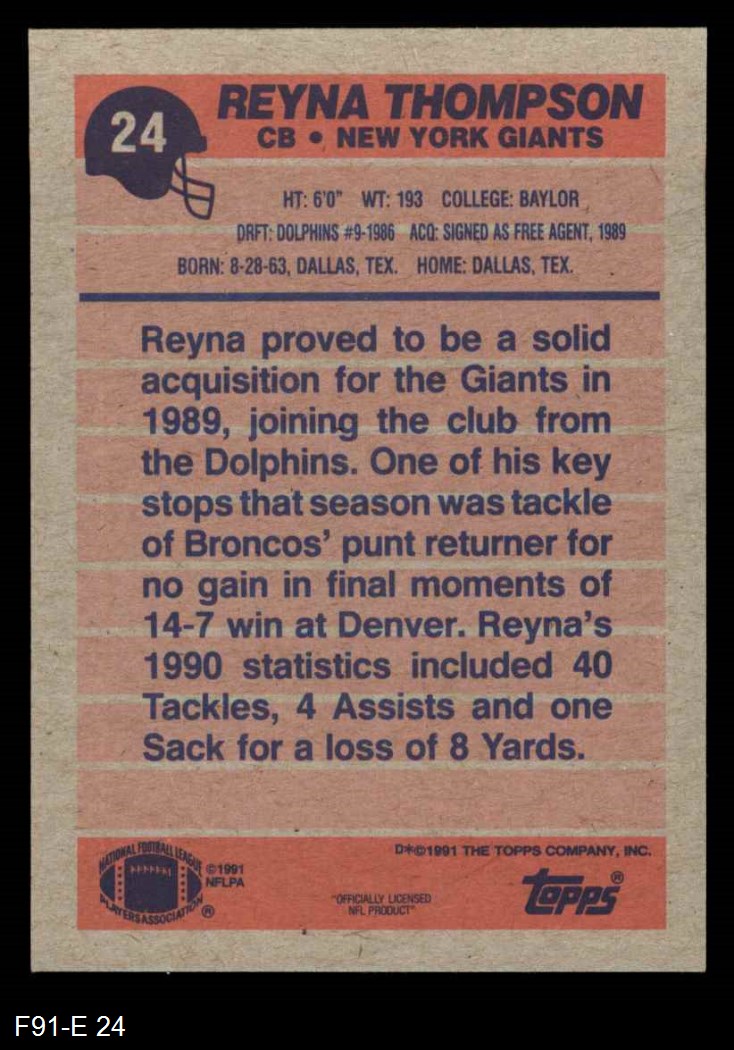 24
REYNA THOMPSON
CB • NEW YORK GIANTS
HT: 6'0" WT: 193 COLLEGE: BAYLOR
DRFT: DOLPHINS #9-1986 ACQ: SIGNED AS FREE AGENT, 1989
BORN: 8-28-63, DALLAS, TEX. HOME: DALLAS, TEX.
Reyna proved to be a solid
acquisition for the Giants in
1989, joining the club from
the Dolphins. One of his key
stops that season was tackle
of Broncos' punt returner for
no gain in final moments of
14-7 win at Denver. Reyna's
1990 statistics included 40
Tackles, 4 Assists and one
Sack for a loss of 8 Yards.
NATIONAL FOOTBALL LEAGUE
PLAYERS ASSOCIATION ®
©1991
NFLPA
"OFFICIALLY LICENSED
NFL PRODUCT"
D*©1991 THE TOPPS COMPANY, INC.
topps®
F91-E 24